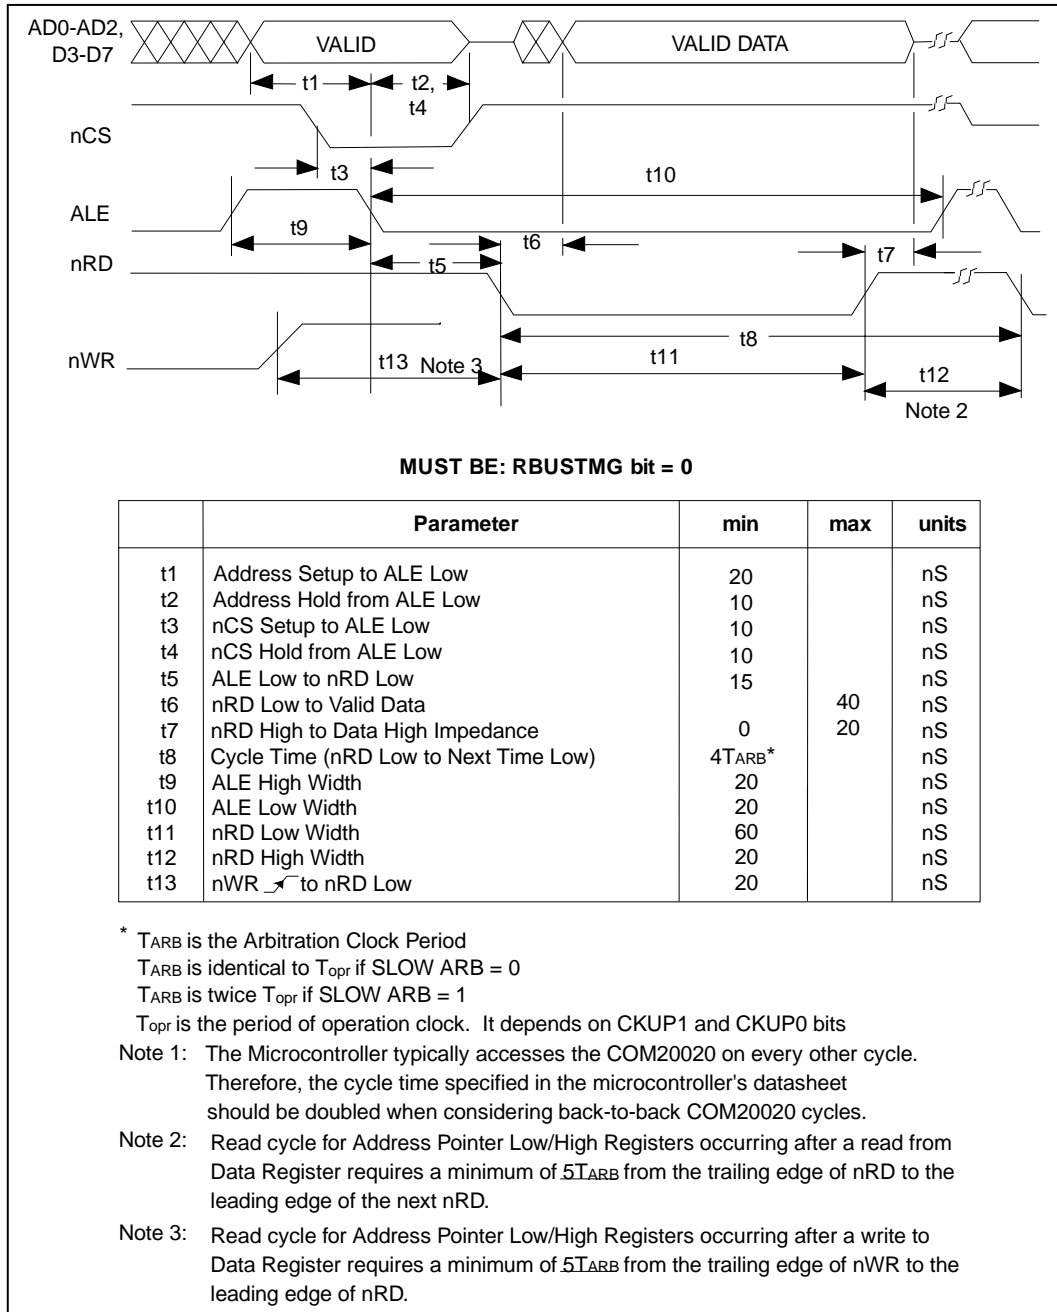 AD0-AD2,
D3-D7
VALID
VALID DATA
t1
t2,
t4
nCS
t3
t10
ALE
t9
t6
nRD
t5
t7
t8
nWR
t13 Note 3
t11
t12
Note 2
MUST BE: RBUSTMG bit = 0
Parameter min max units
t1 Address Setup to ALE Low 20 nS
t2 Address Hold from ALE Low 10 nS
t3 nCS Setup to ALE Low 10 nS
t4 nCS Hold from ALE Low 10 nS
t5 ALE Low to nRD Low 15 nS
t6 nRD Low to Valid Data 40 nS
t7 nRD High to Data High Impedance 0 20 nS
t8 Cycle Time (nRD Low to Next Time Low) 4TARB* nS
t9 ALE High Width 20 nS
t10 ALE Low Width 20 nS
t11 nRD Low Width 60 nS
t12 nRD High Width 20 nS
t13 nWR to nRD Low 20 nS
* TARB is the Arbitration Clock Period
TARB is identical to Topr if SLOW ARB = 0
TARB is twice Topr if SLOW ARB = 1
Topr is the period of operation clock. It depends on CKUP1 and CKUP0 bits
Note 1: The Microcontroller typically accesses the COM20020 on every other cycle.
Therefore, the cycle time specified in the microcontroller's datasheet
should be doubled when considering back-to-back COM20020 cycles.
Note 2: Read cycle for Address Pointer Low/High Registers occurring after a read from
Data Register requires a minimum of 5TARB from the trailing edge of nRD to the
leading edge of the next nRD.
Note 3: Read cycle for Address Pointer Low/High Registers occurring after a write to
Data Register requires a minimum of 5TARB from the trailing edge of nWR to the
leading edge of nRD.